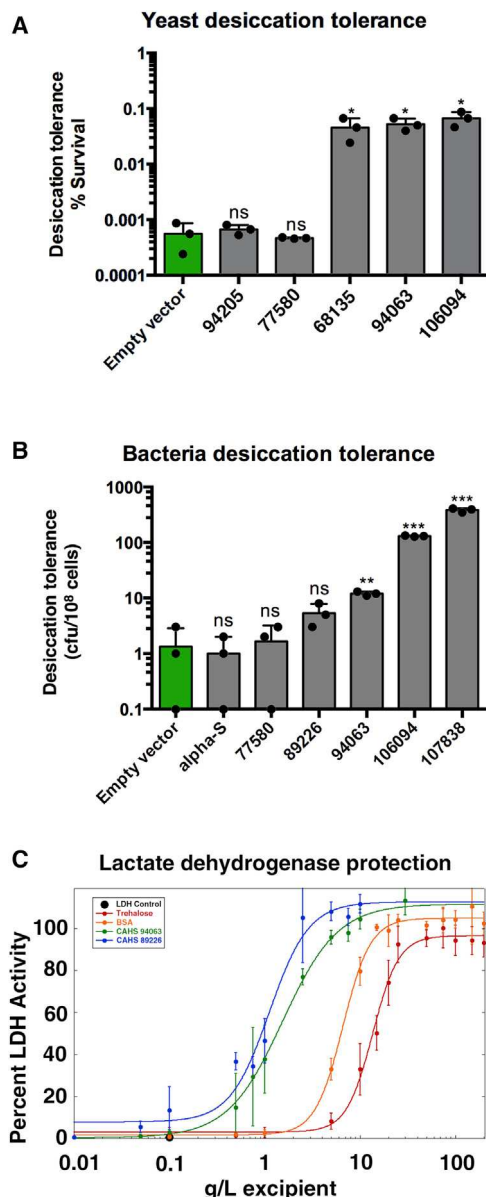 A
Yeast desiccation tolerance
Desiccation tolerance
% Survival
0.1
0.01
0.001
0.0001
ns
ns
*
*
*
Empty vector
94205
77580
68135
94063
106094
B
Bacteria desiccation tolerance
Desiccation tolerance
(cfu/10⁸ cells)
1000
100
10
1
0.1
ns
ns
ns
**
***
***
Empty vector
alpha-S
77580
89226
94063
106094
107838
C
Lactate dehydrogenase protection
Percent LDH Activity
100
80
60
40
20
0
LDH Control
Trehalose
BSA
CAHS 94063
CAHS 89226
0.01
0.1
1
10
100
g/L excipient